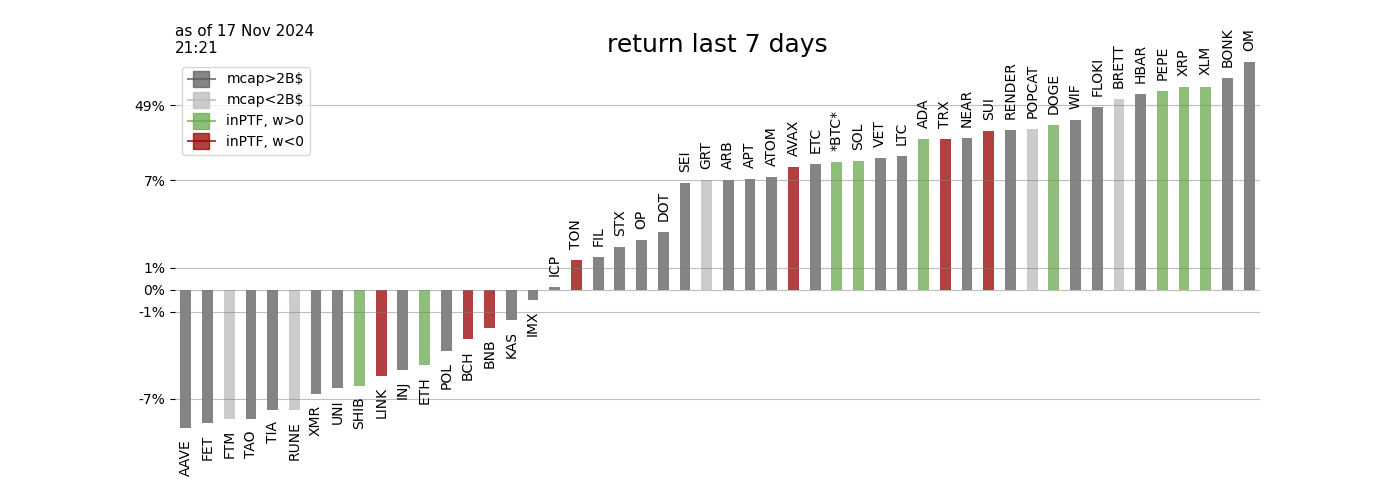 as of 17 Nov 2024
21:21
return last 7 days
mcap>2B$
mcap<2B$
inPTF, w>0
inPTF, w<0
49%
7%
1%
0%
-1%
-7%
AAVE
FET
FTM
TAO
TIA
RUNE
XMR
UNI
SHIB
LINK
INJ
ETH
POL
BCH
BNB
KAS
IMX
ICP
TON
FIL
STX
OP
DOT
SEI
GRT
ARB
APT
ATOM
AVAX
ETC
*BTC*
SOL
VET
LTC
ADA
TRX
NEAR
SUI
RENDER
POPCAT
DOGE
WIF
FLOKI
BRETT
HBAR
PEPE
XRP
XLM
BONK
OM